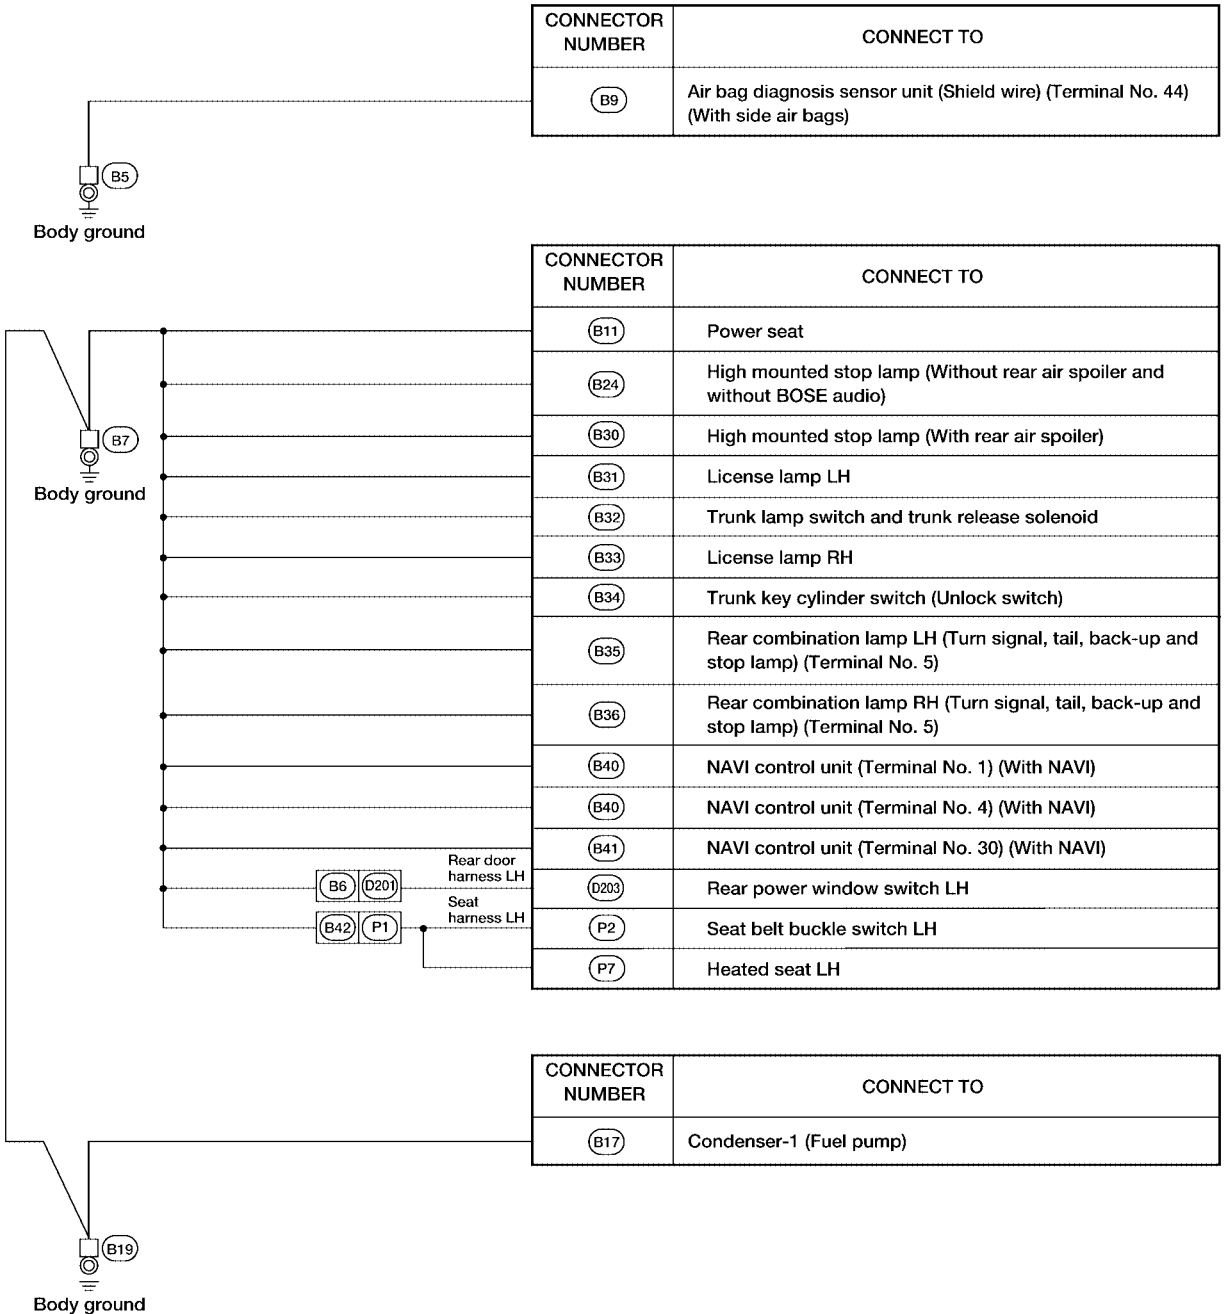 CONNECTOR
NUMBER
CONNECT TO
B9
Air bag diagnosis sensor unit (Shield wire) (Terminal No. 44)
(With side air bags)
B5
Body ground
CONNECTOR
NUMBER
CONNECT TO
B11
Power seat
B24
High mounted stop lamp (Without rear air spoiler and
without BOSE audio)
B7
Body ground
B30
High mounted stop lamp (With rear air spoiler)
B31
License lamp LH
B32
Trunk lamp switch and trunk release solenoid
B33
License lamp RH
B34
Trunk key cylinder switch (Unlock switch)
B35
Rear combination lamp LH (Turn signal, tail, back-up and
stop lamp) (Terminal No. 5)
B36
Rear combination lamp RH (Turn signal, tail, back-up and
stop lamp) (Terminal No. 5)
B40
NAVI control unit (Terminal No. 1) (With NAVI)
B40
NAVI control unit (Terminal No. 4) (With NAVI)
B41
NAVI control unit (Terminal No. 30) (With NAVI)
B6 D201
Rear door
harness LH
D203
Rear power window switch LH
B42 P1
Seat
harness LH
P2
Seat belt buckle switch LH
P7
Heated seat LH
CONNECTOR
NUMBER
CONNECT TO
B17
Condenser-1 (Fuel pump)
B19
Body ground